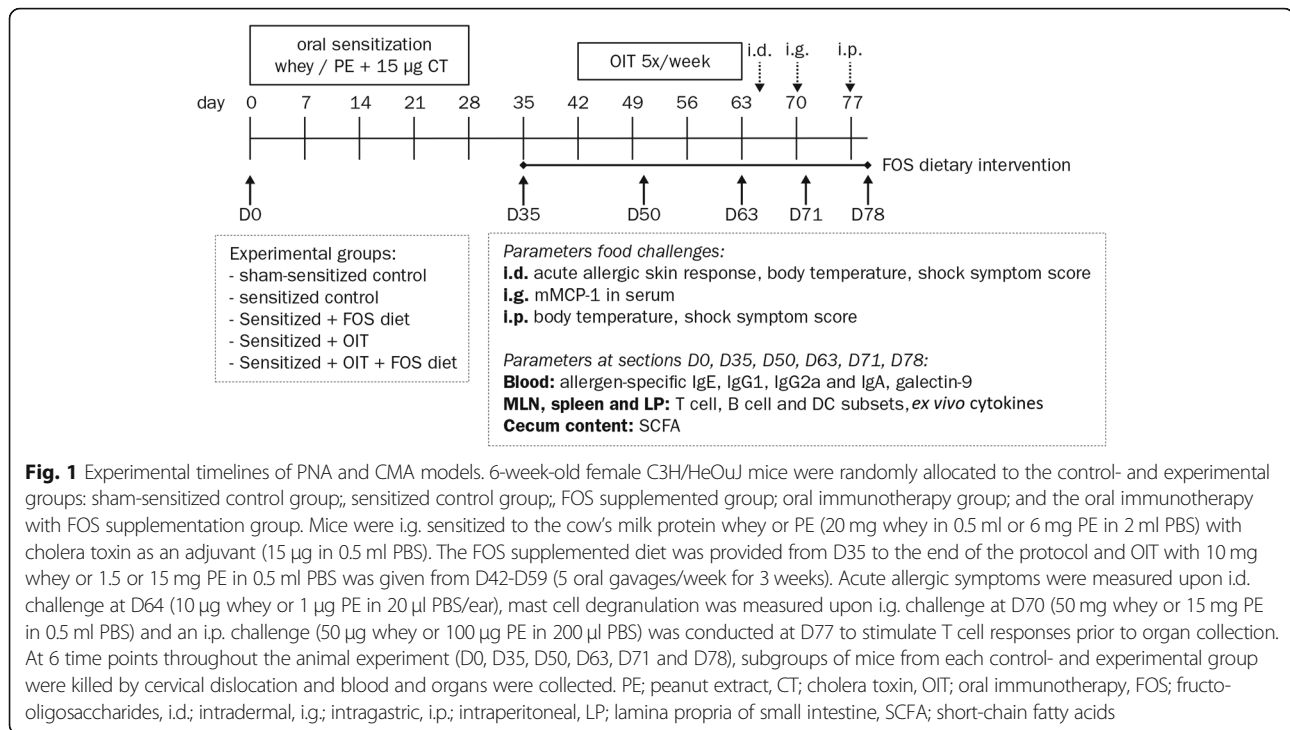 oral sensitization
whey / PE + 15 µg CT
OIT 5x/week
i.d.
i.g.
i.p.
day 0 7 14 21 28 35 42 49 56 63 70 77
FOS dietary intervention
D0 D35 D50 D63 D71 D78
Experimental groups:
- sham-sensitized control
- sensitized control
- Sensitized + FOS diet
- Sensitized + OIT
- Sensitized + OIT + FOS diet
Parameters food challenges:
i.d. acute allergic skin response, body temperature, shock symptom score
i.g. mMCP-1 in serum
i.p. body temperature, shock symptom score
Parameters at sections D0, D35, D50, D63, D71, D78:
Blood: allergen-specific IgE, IgG1, IgG2a and IgA, galectin-9
MLN, spleen and LP: T cell, B cell and DC subsets, ex vivo cytokines
Cecum content: SCFA
Fig. 1 Experimental timelines of PNA and CMA models. 6-week-old female C3H/HeOuJ mice were randomly allocated to the control- and experimental
groups: sham-sensitized control group;, sensitized control group;, FOS supplemented group; oral immunotherapy group; and the oral immunotherapy
with FOS supplementation group. Mice were i.g. sensitized to the cow's milk protein whey or PE (20 mg whey in 0.5 ml or 6 mg PE in 2 ml PBS) with
cholera toxin as an adjuvant (15 µg in 0.5 ml PBS). The FOS supplemented diet was provided from D35 to the end of the protocol and OIT with 10 mg
whey or 1.5 or 15 mg PE in 0.5 ml PBS was given from D42-D59 (5 oral gavages/week for 3 weeks). Acute allergic symptoms were measured upon i.d.
challenge at D64 (10 µg whey or 1 µg PE in 20 µl PBS/ear), mast cell degranulation was measured upon i.g. challenge at D70 (50 mg whey or 15 mg PE
in 0.5 ml PBS) and an i.p. challenge (50 µg whey or 100 µg PE in 200 µl PBS) was conducted at D77 to stimulate T cell responses prior to organ collection.
At 6 time points throughout the animal experiment (D0, D35, D50, D63, D71 and D78), subgroups of mice from each control- and experimental group
were killed by cervical dislocation and blood and organs were collected. PE; peanut extract, CT; cholera toxin, OIT; oral immunotherapy, FOS; fructo-
oligosaccharides, i.d.; intradermal, i.g.; intragastric, i.p.; intraperitoneal, LP; lamina propria of small intestine, SCFA; short-chain fatty acids